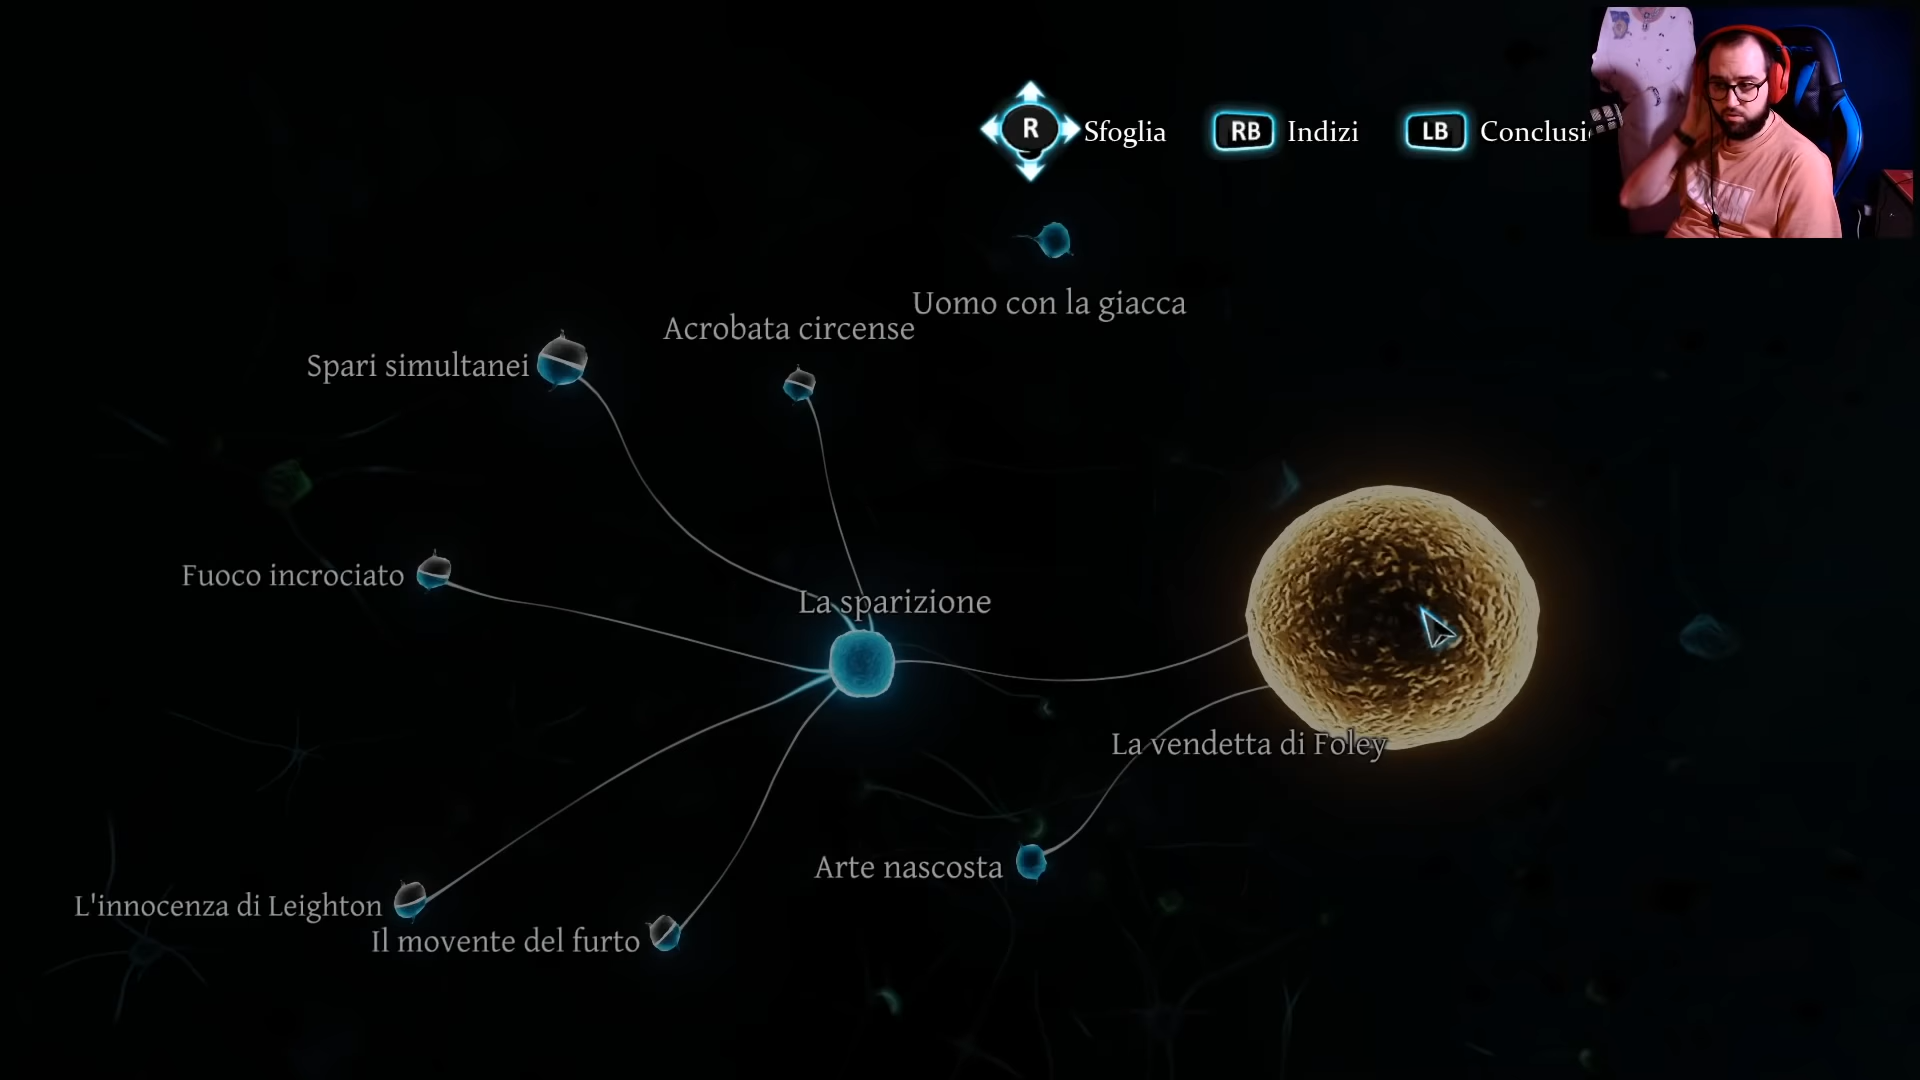 R Sfoglia RB Indizi LB Conclusi
Uomo con la giacca
Acrobata circense
Spari simultanei
Fuoco incrociato
La sparizione
La vendetta di Foley
Arte nascosta
L'innocenza di Leighton
Il movente del furto